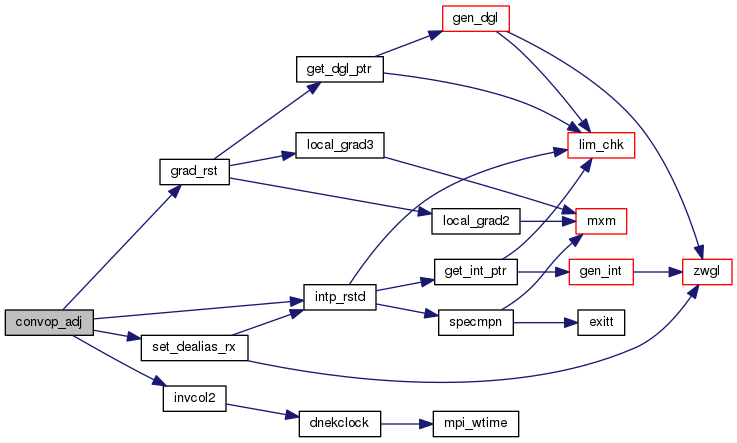 gen_dgl
get_dgl_ptr
local_grad3
lim_chk
grad_rst
local_grad2
mxm
get_int_ptr
gen_int
zwgl
intp_rstd
convop_adj
specmpn
exitt
set_dealias_rx
invcol2
dnekclock
mpi_wtime